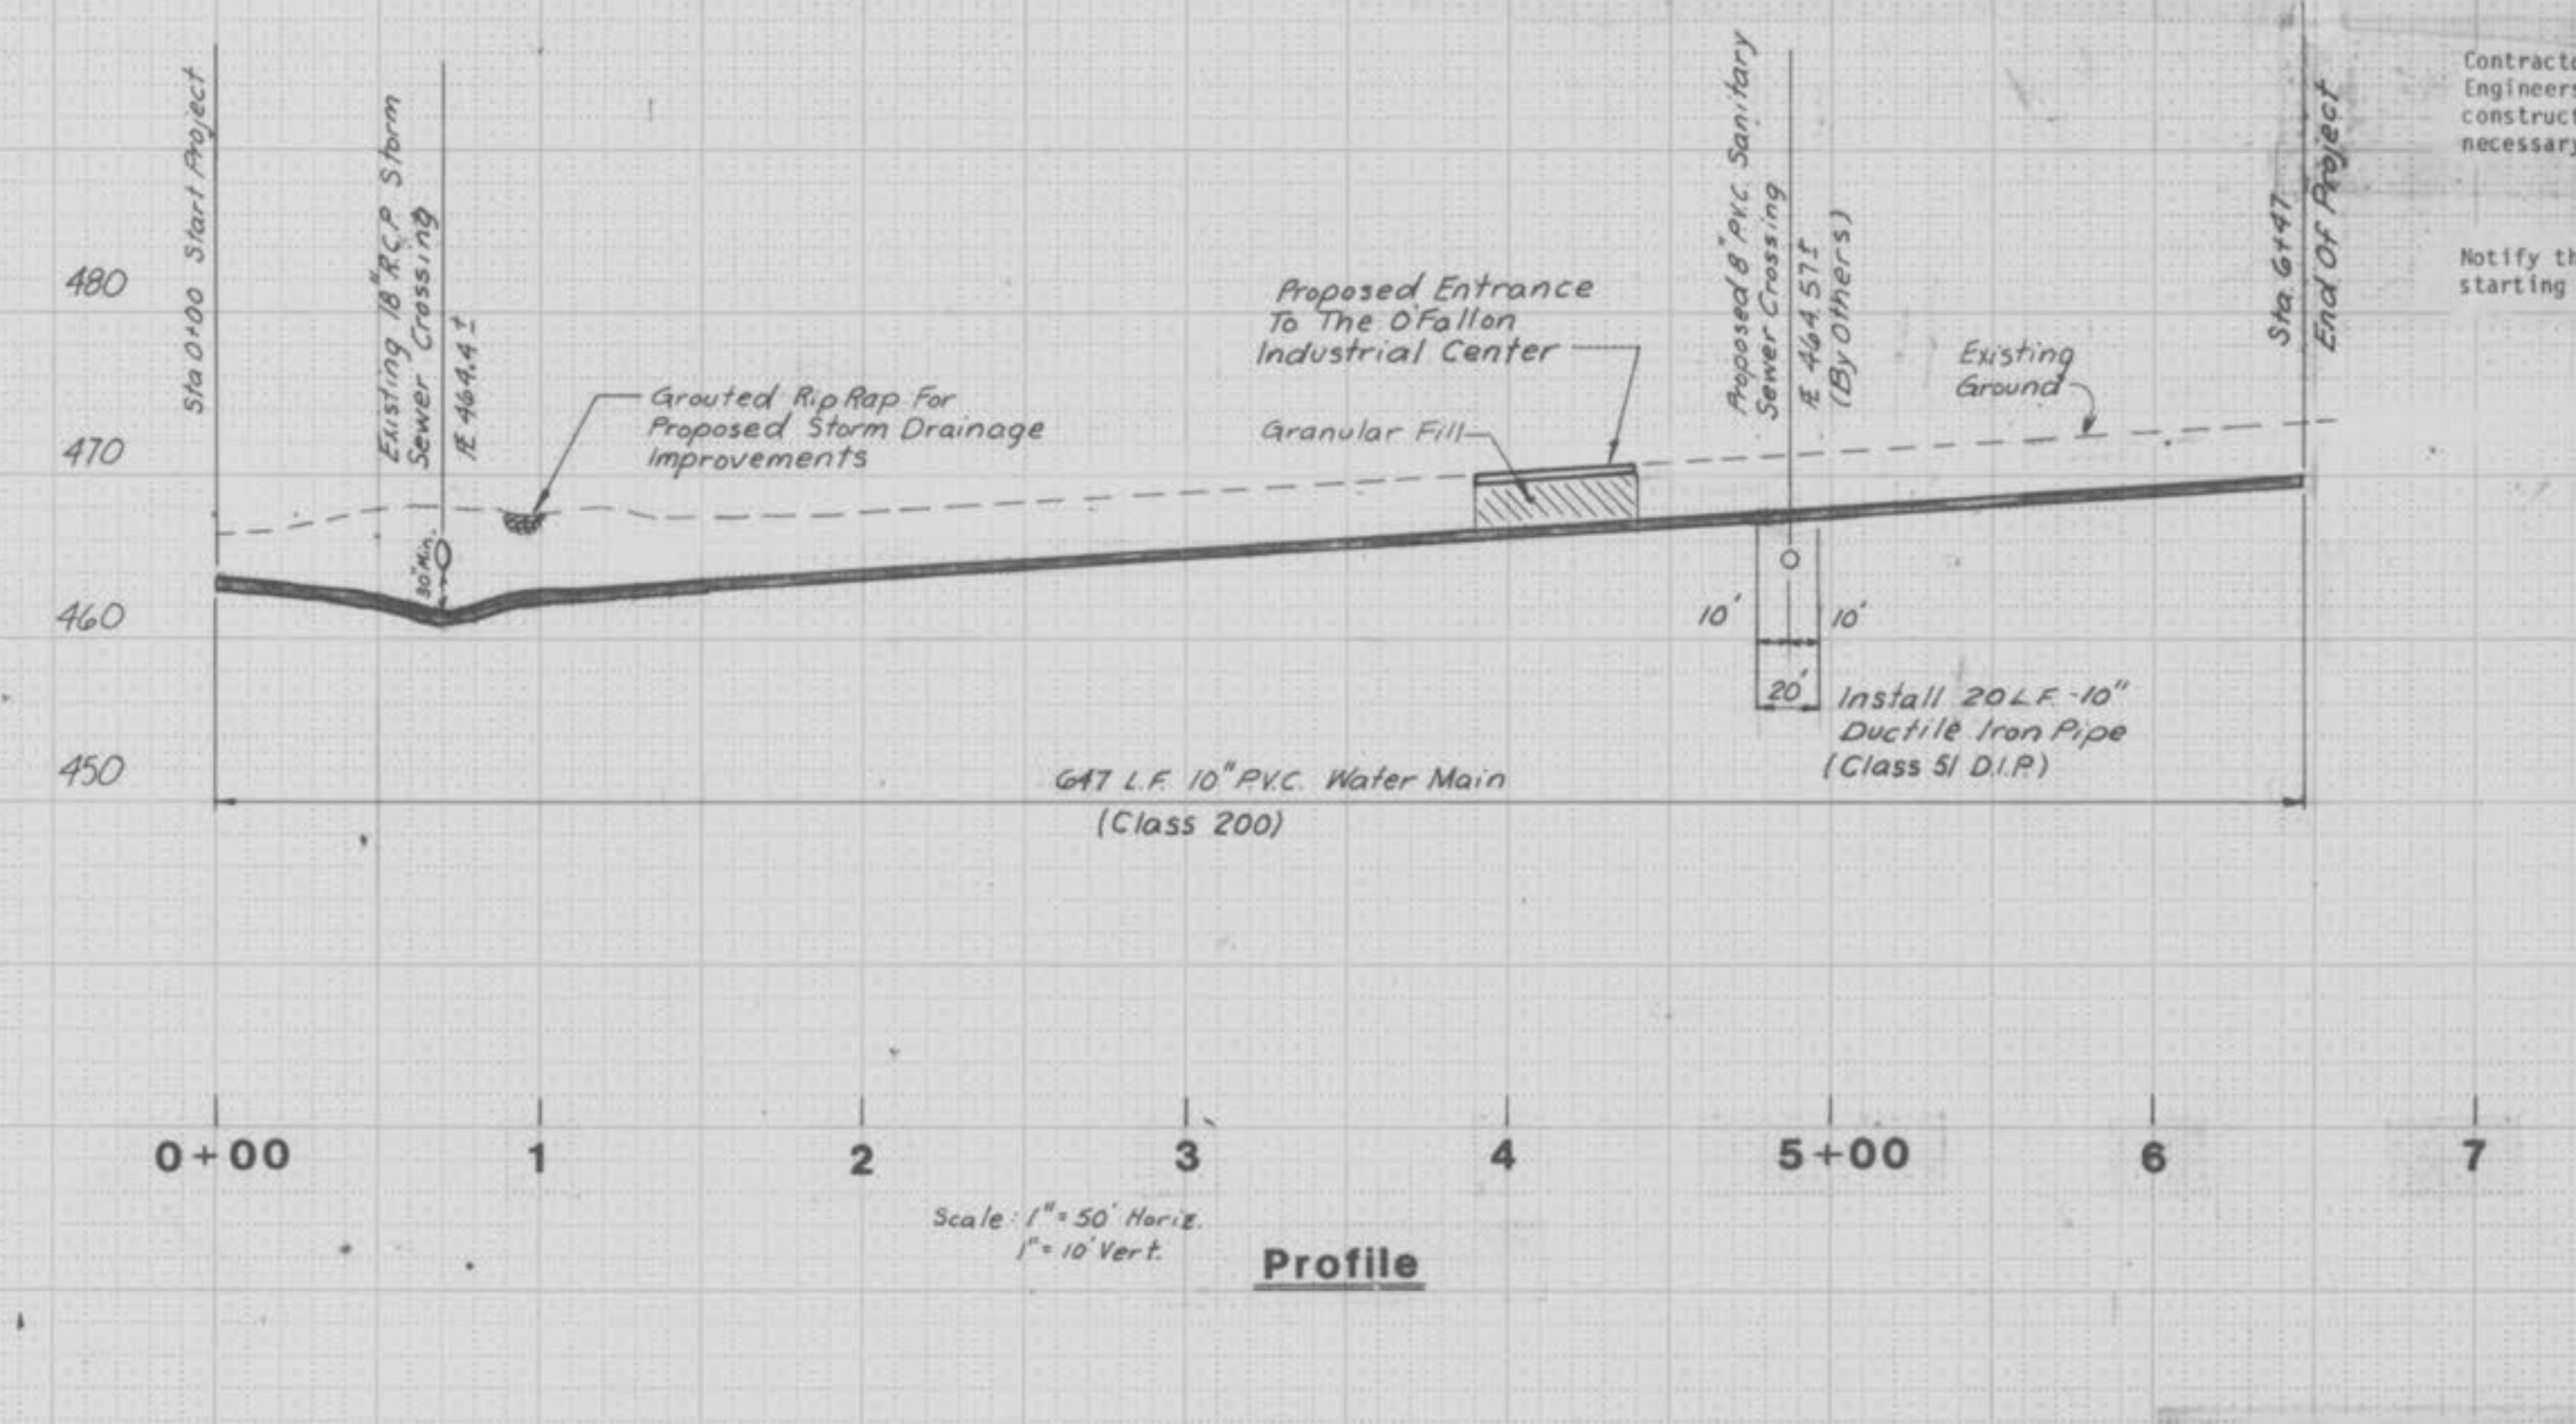 Sta 0+00 Start Project
Existing 18" R.C.P. Storm
Sewer Crossing
FE 464.4±
30" Min.
Grouted Rip Rap For
Proposed Storm Drainage
Improvements
Proposed Entrance
To The O'Fallon
Industrial Center
Granular Fill
Proposed 8" P.V.C. Sanitary
Sewer Crossing
FE 464.57±
(By Others)
Existing
Ground
Sta. 6+47
End Of Project
Contracto
Engineers
construct
necessary
Notify th
starting
480
470
460
450
10'
10'
20'
Install 20 L.F. -10"
Ductile Iron Pipe
(Class 51 D.I.P.)
647 L.F. 10" P.V.C. Water Main
(Class 200)
0+00 1 2 3 4 5+00 6 7
Scale: 1" = 50' Horiz.
1" = 10' Vert.
Profile